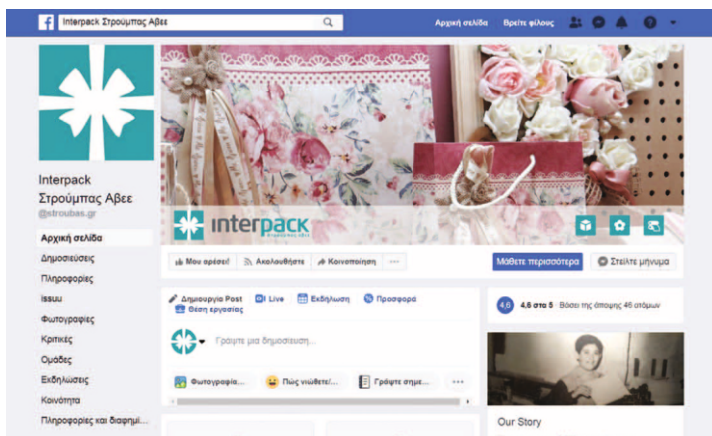 Interpack Στρούμπας Αβεε
Αρχική σελίδα
Βρείτε φίλους
Interpack
Στρούμπας Αβεε
@stroubas.gr
Αρχική σελίδα
Δημοσιεύσεις
Πληροφορίες
issuu
Φωτογραφίες
Κριτικές
Ομάδες
Εκδηλώσεις
Κοινότητα
Πληροφορίες και διαφημί...
interpack
Μου αρέσει!
Ακολουθήστε
Κοινοποίηση
Μάθετε περισσότερα
Στείλτε μήνυμα
Δημιουργία Post
Live
Εκδήλωση
Προσφορά
Θέση εργασίας
Γράψτε μια δημοσίευση...
Φωτογραφία...
Πώς νιώθετε/...
Γράψτε σημε...
4,6
4,6 στα 5 · Βάσει της άποψης 46 ατόμων
Our Story